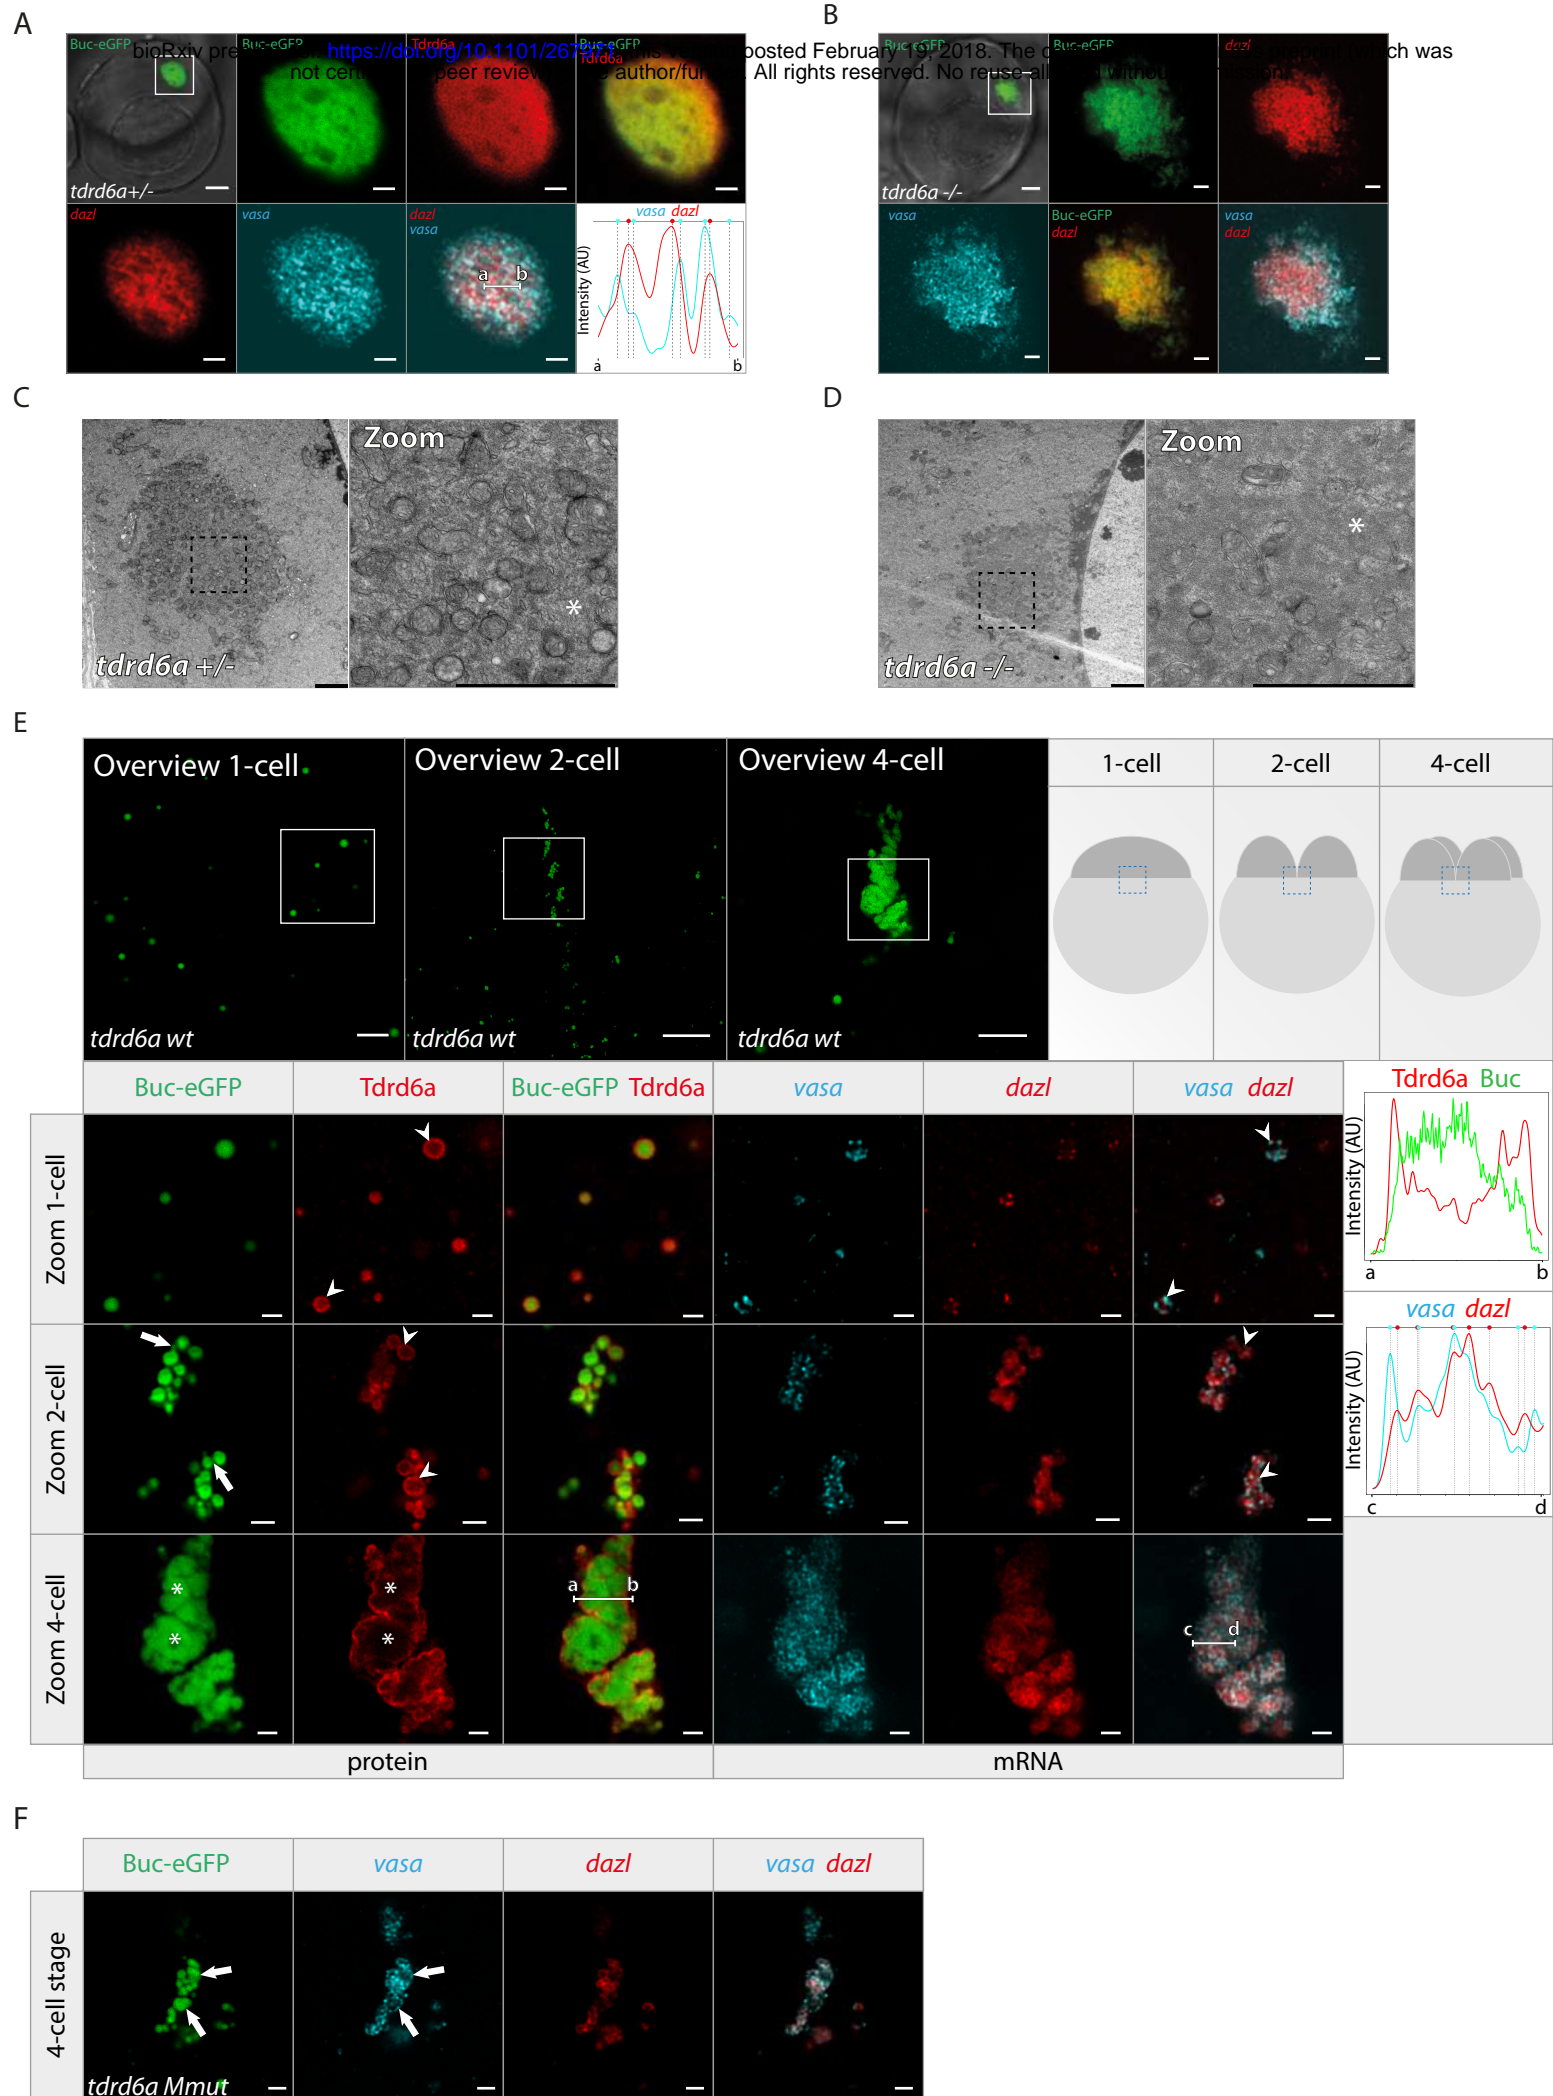 A
B
bioRxiv https://doi.org/10.1101/267971 posted February 19, 2018. The preprint (which was
not peer review author/ All rights reserved. No reuse without
Buc-eGFP
Buc-eGFP
Tdrd6a
Buc-eGFP
Tdrd6a
tdrd6a+/-
dazl
vasa
dazl
vasa
a b
vasa dazl
Intensity (AU)
a b
Buc-eGFP
Buc-eGFP
dazl
tdrd6a -/-
vasa
Buc-eGFP
dazl
vasa
dazl
C
D
Zoom
*
tdrd6a +/-
Zoom
*
tdrd6a -/-
E
Overview 1-cell
Overview 2-cell
Overview 4-cell
1-cell
2-cell
4-cell
tdrd6a wt
tdrd6a wt
tdrd6a wt
Buc-eGFP
Tdrd6a
Buc-eGFP Tdrd6a
vasa
dazl
vasa dazl
Tdrd6a Buc
Intensity (AU)
a b
Zoom 1-cell
vasa dazl
Intensity (AU)
c d
Zoom 2-cell
Zoom 4-cell
* *
* *
a b
c d
protein
mRNA
F
Buc-eGFP
vasa
dazl
vasa dazl
4-cell stage
tdrd6a Mmut